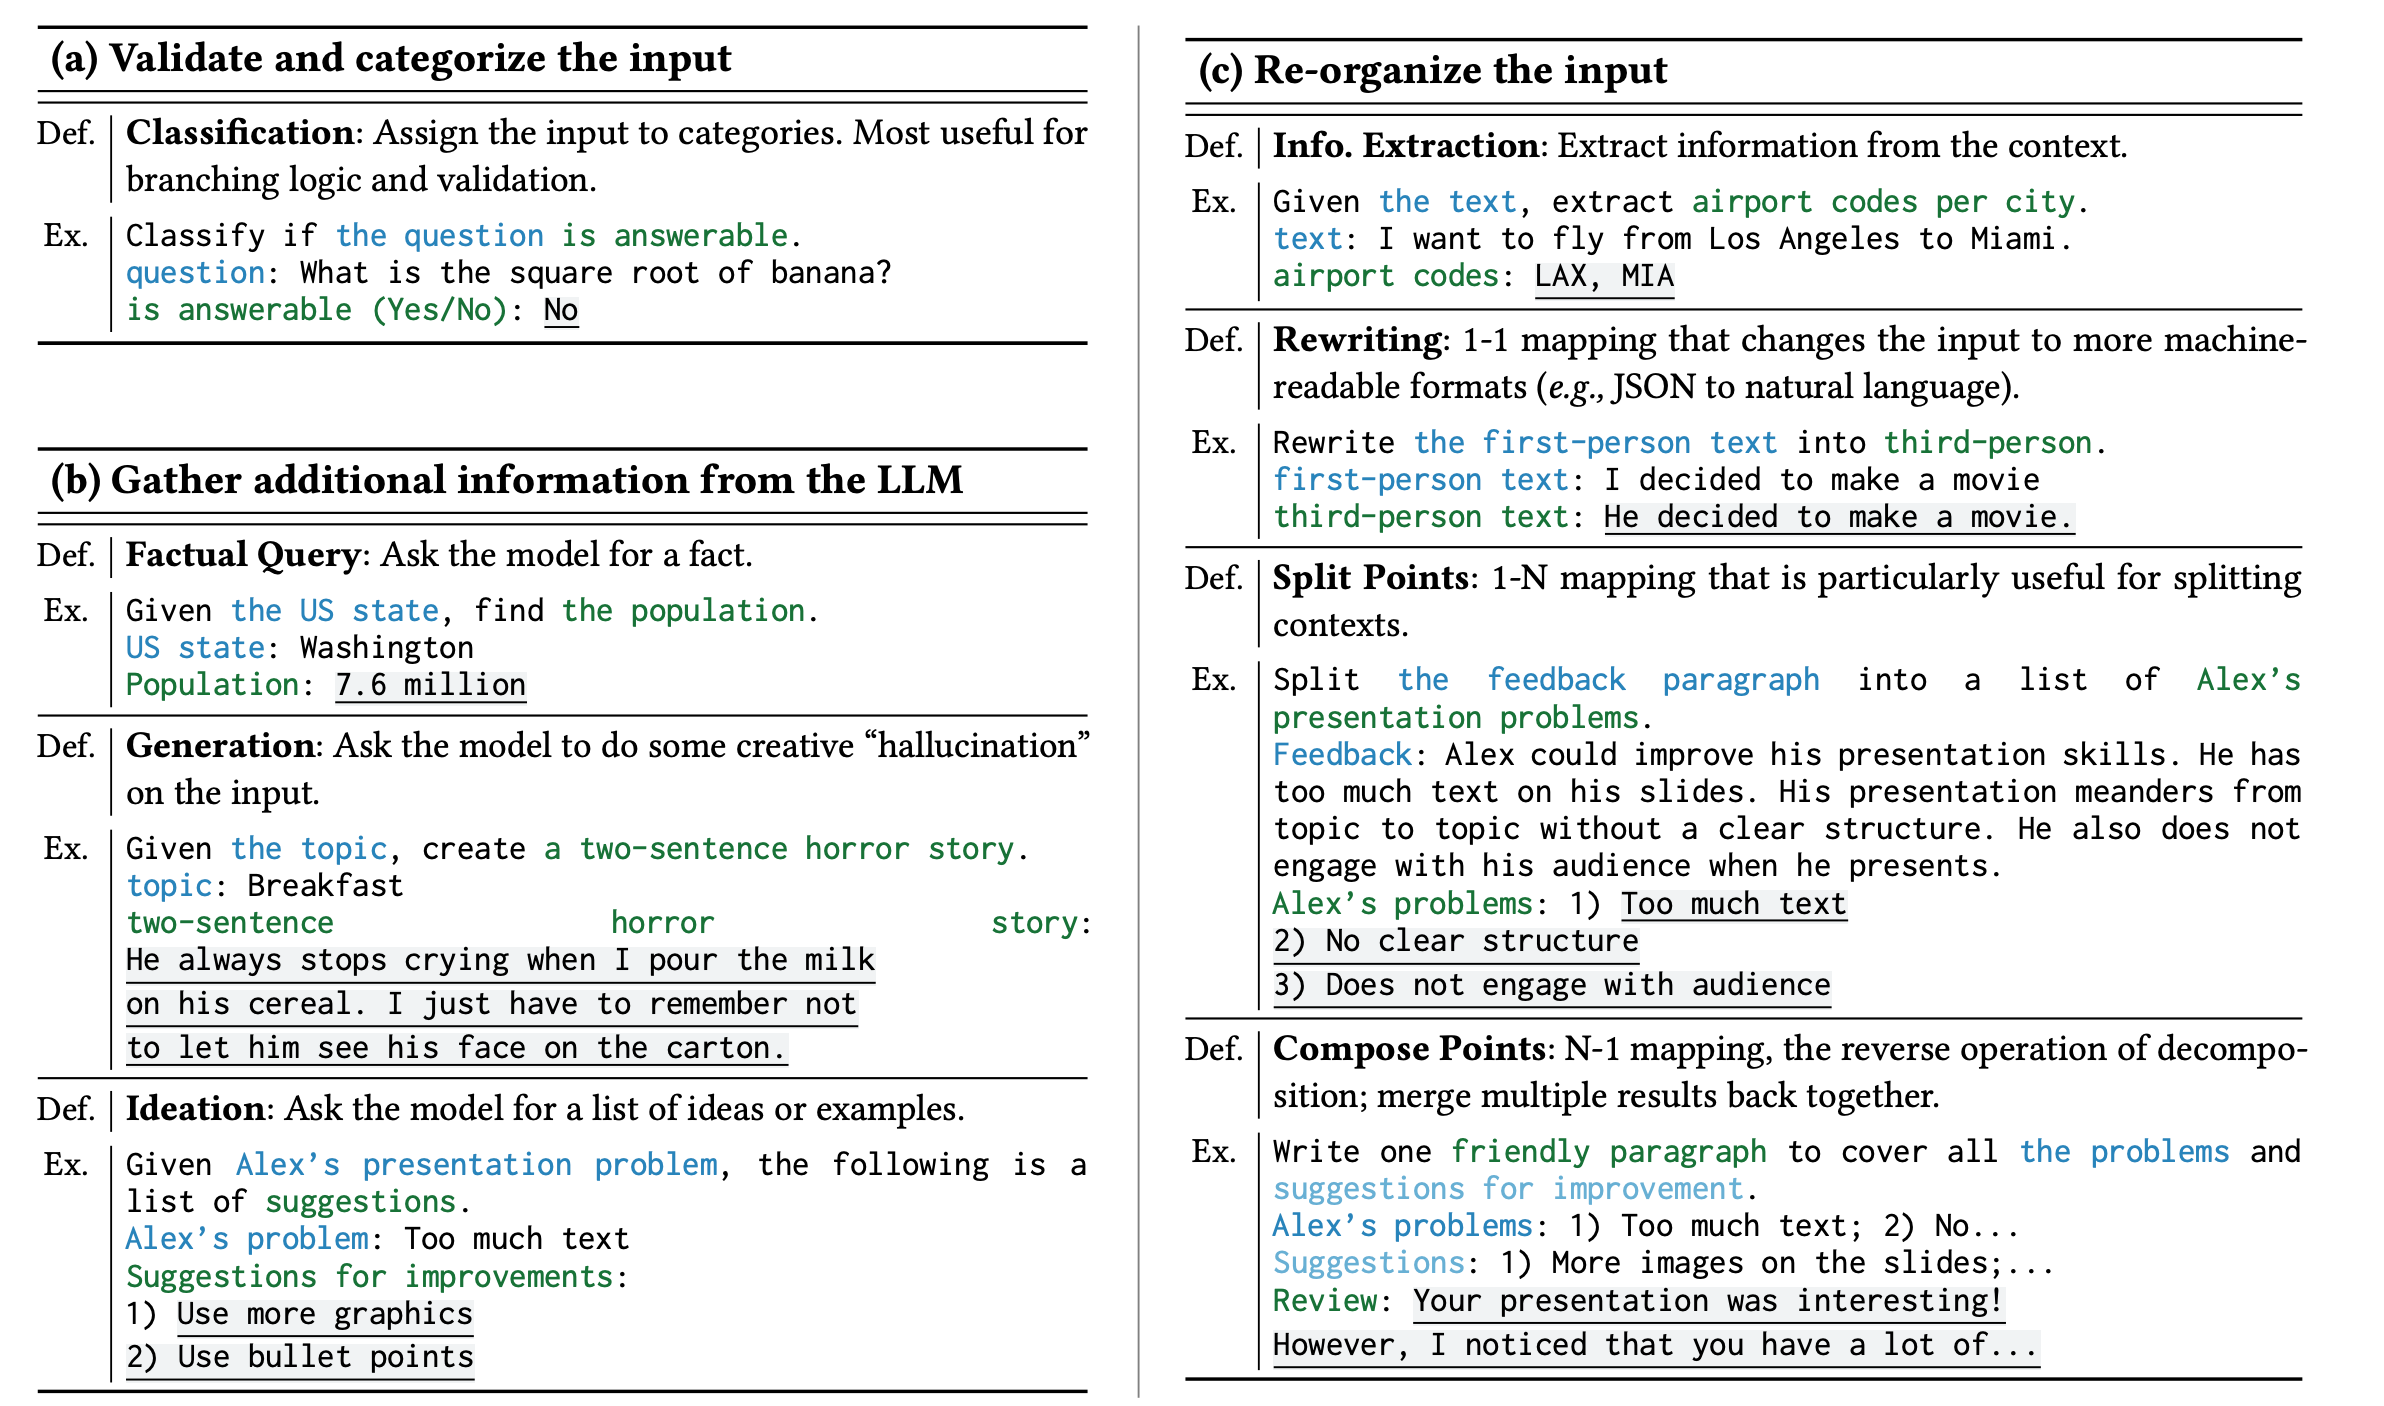 (a) Validate and categorize the input
Def. Classification: Assign the input to categories. Most useful for
branching logic and validation.
Ex. Classify if the question is answerable.
question: What is the square root of banana?
is answerable (Yes/No): No
(b) Gather additional information from the LLM
Def. Factual Query: Ask the model for a fact.
Ex. Given the US state, find the population.
US state: Washington
Population: 7.6 million
Def. Generation: Ask the model to do some creative “hallucination”
on the input.
Ex. Given the topic, create a two-sentence horror story.
topic: Breakfast
two-sentence horror story:
He always stops crying when I pour the milk
on his cereal. I just have to remember not
to let him see his face on the carton.
Def. Ideation: Ask the model for a list of ideas or examples.
Ex. Given Alex’s presentation problem, the following is a
list of suggestions.
Alex’s problem: Too much text
Suggestions for improvements:
1) Use more graphics
2) Use bullet points
(c) Re-organize the input
Def. Info. Extraction: Extract information from the context.
Ex. Given the text, extract airport codes per city.
text: I want to fly from Los Angeles to Miami.
airport codes: LAX, MIA
Def. Rewriting: 1-1 mapping that changes the input to more machine-
readable formats (e.g., JSON to natural language).
Ex. Rewrite the first-person text into third-person.
first-person text: I decided to make a movie
third-person text: He decided to make a movie.
Def. Split Points: 1-N mapping that is particularly useful for splitting
contexts.
Ex. Split the feedback paragraph into a list of Alex’s
presentation problems.
Feedback: Alex could improve his presentation skills. He has
too much text on his slides. His presentation meanders from
topic to topic without a clear structure. He also does not
engage with his audience when he presents.
Alex’s problems: 1) Too much text
2) No clear structure
3) Does not engage with audience
Def. Compose Points: N-1 mapping, the reverse operation of decompo-
sition; merge multiple results back together.
Ex. Write one friendly paragraph to cover all the problems and
suggestions for improvement.
Alex’s problems: 1) Too much text; 2) No...
Suggestions: 1) More images on the slides;...
Review: Your presentation was interesting!
However, I noticed that you have a lot of...